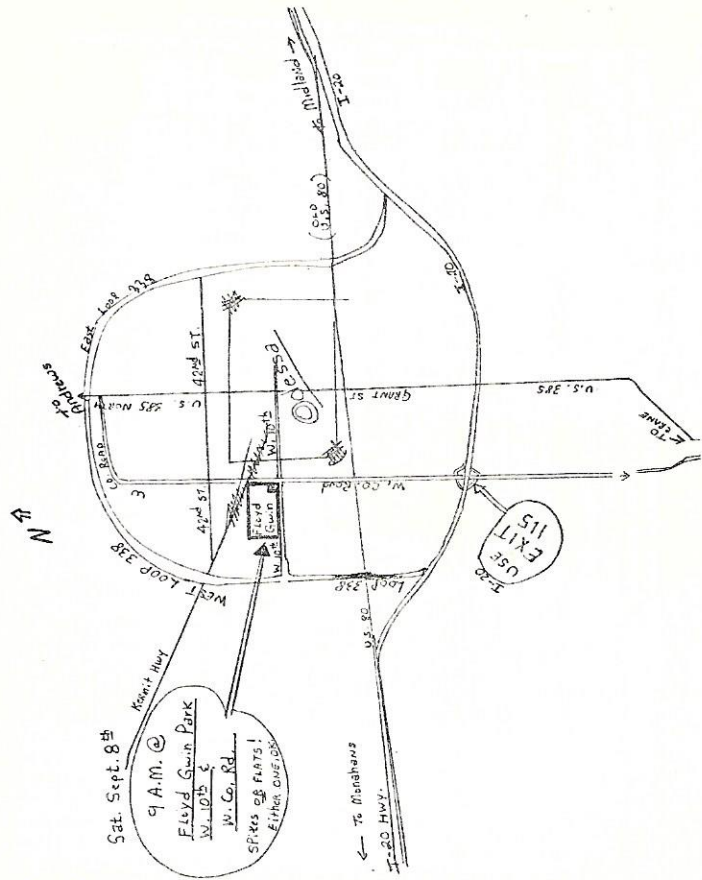 N
Sat. Sept. 8th
9 A.M. @
Floyd Gwin Park
W. 10th &
W. Co. Rd.
SPIKES OR FLATS!
EITHER ONE, OK.
Kermit Hwy
WEST LOOP 338
CO. ROAD
3
TO
Andrews
East - Loop 338
42nd ST.
42nd ST.
U.S. 385 NORTH
Floyd
Gwin
W. 10th
W. 10th
Odessa
GRANT ST
W. CO. Road
LOOP 338
U.S. 80
(OLD
U.S. 80)
to Midland →
I-20
I-20
I-20
USE
EXIT
115
U.S. 385
TO
CRANE
← To Monahans
I-20 HWY.